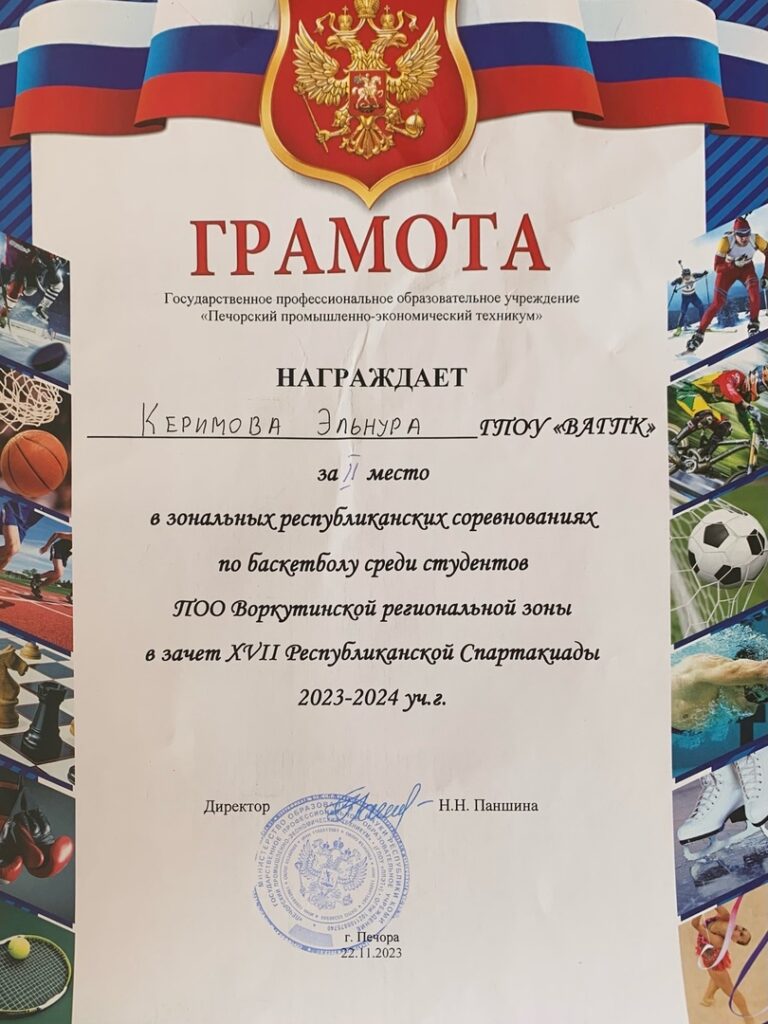 ГРАМОТА
Государственное профессиональное образовательное учреждение
«Печорский промышленно-экономический техникум»
НАГРАЖДАЕТ
Керимова Эльнура ГПОУ «ВАГПК»
за II место
в зональных республиканских соревнованиях
по баскетболу среди студентов
ПОО Воркутинской региональной зоны
в зачет XVII Республиканской Спартакиады
2023-2024 уч.г.
Директор Н.Н. Паншина
г. Печора
22.11.2023